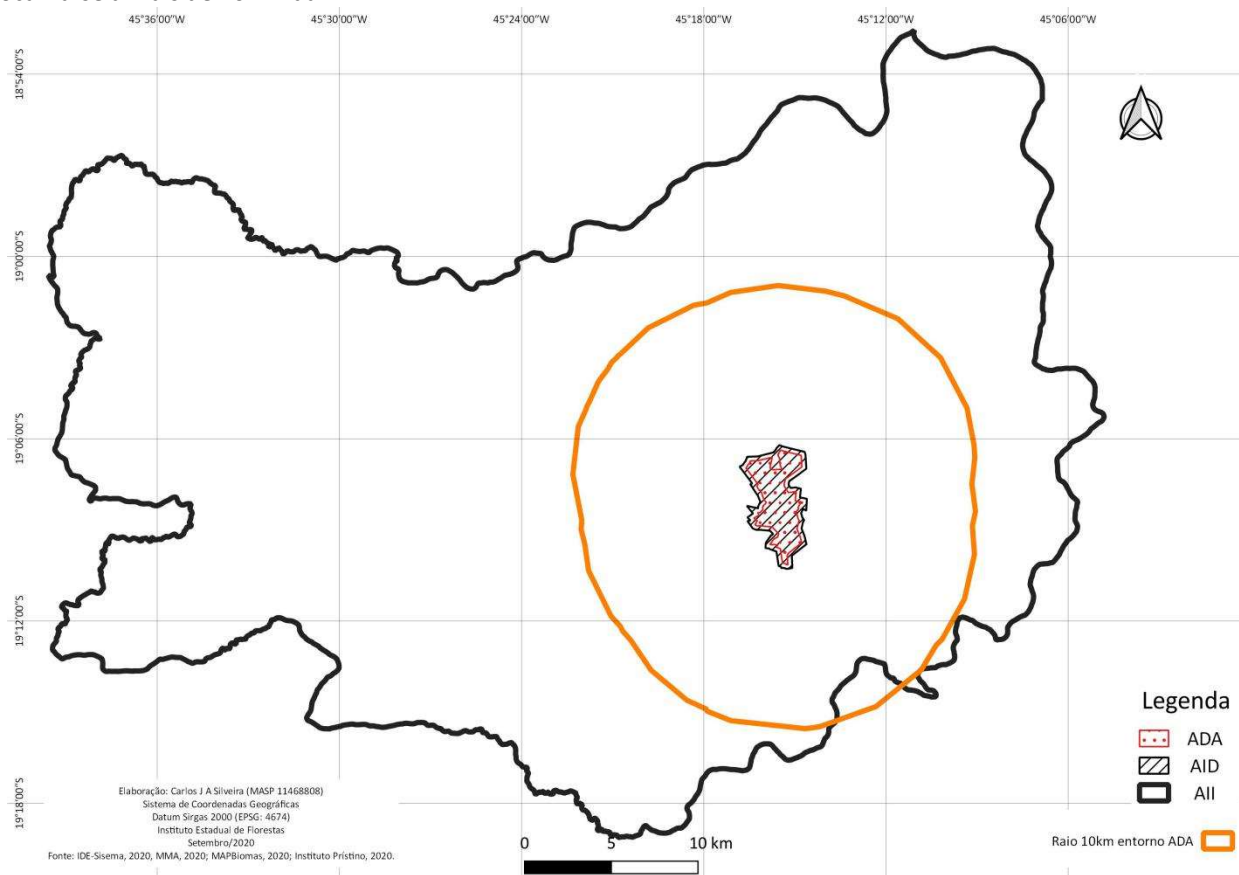 45°36'00"W 45°30'00"W 45°24'00"W 45°18'00"W 45°12'00"W 45°06'00"W
18°54'00"S
19°00'00"S
19°06'00"S
19°12'00"S
19°18'00"S
Legenda
ADA
AID
AII
Raio 10km entorno ADA
Elaboração: Carlos J A Silveira (MASP 11468808)
Sistema de Coordenadas Geográficas
Datum Sirgas 2000 (EPSG: 4674)
Instituto Estadual de Florestas
Setembro/2020
Fonte: IDE-Sisema, 2020, MMA, 2020; MAPBiomas, 2020; Instituto Prístino, 2020.
0 5 10 km